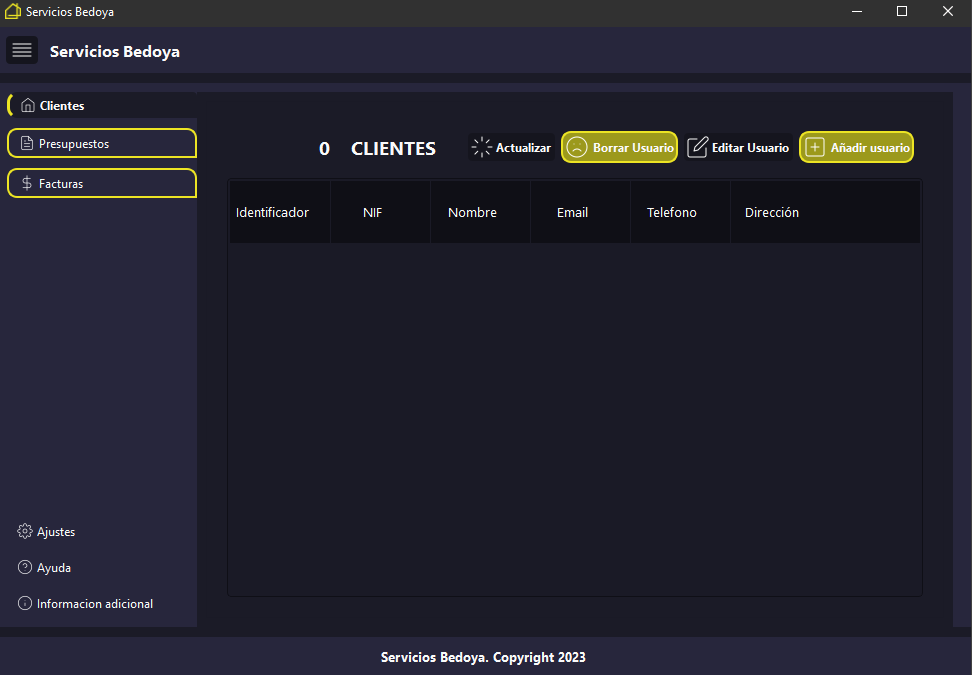 Servicios Bedoya
Servicios Bedoya
Clientes
Presupuestos
Facturas
0 CLIENTES Actualizar Borrar Usuario Editar Usuario Añadir usuario
Identificador NIF Nombre Email Telefono Dirección
Ajustes
Ayuda
Informacion adicional
Servicios Bedoya. Copyright 2023